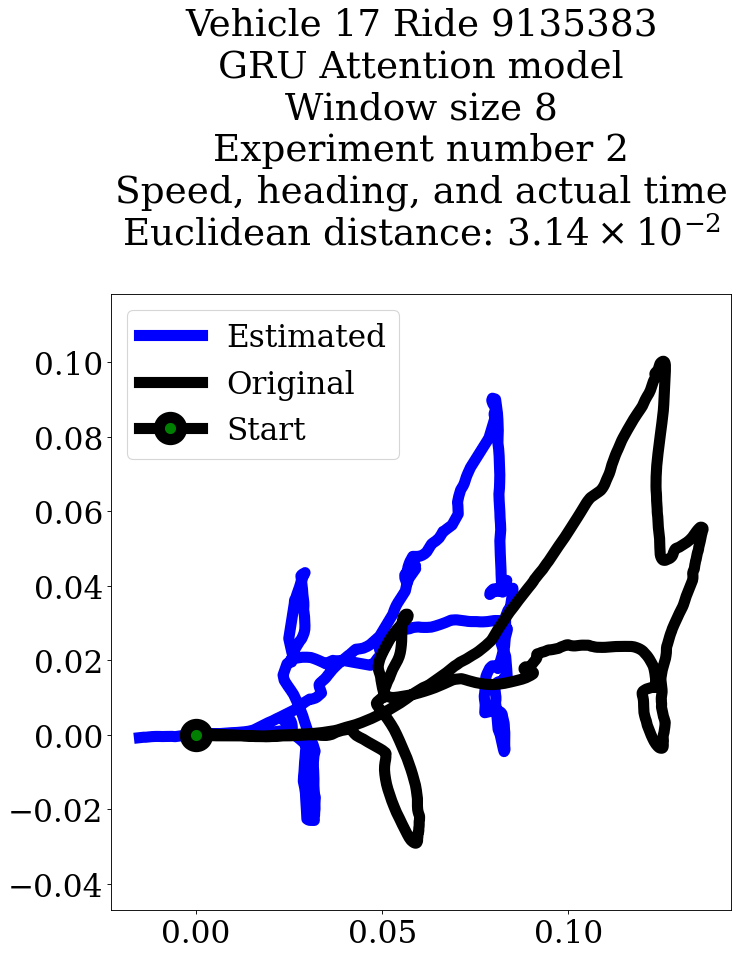 Vehicle 17 Ride 9135383
GRU Attention model
Window size 8
Experiment number 2
Speed, heading, and actual time
Euclidean distance: 3.14 × 10⁻²
Estimated
Original
Start
0.10
0.08
0.06
0.04
0.02
0.00
−0.02
−0.04
0.00 0.05 0.10